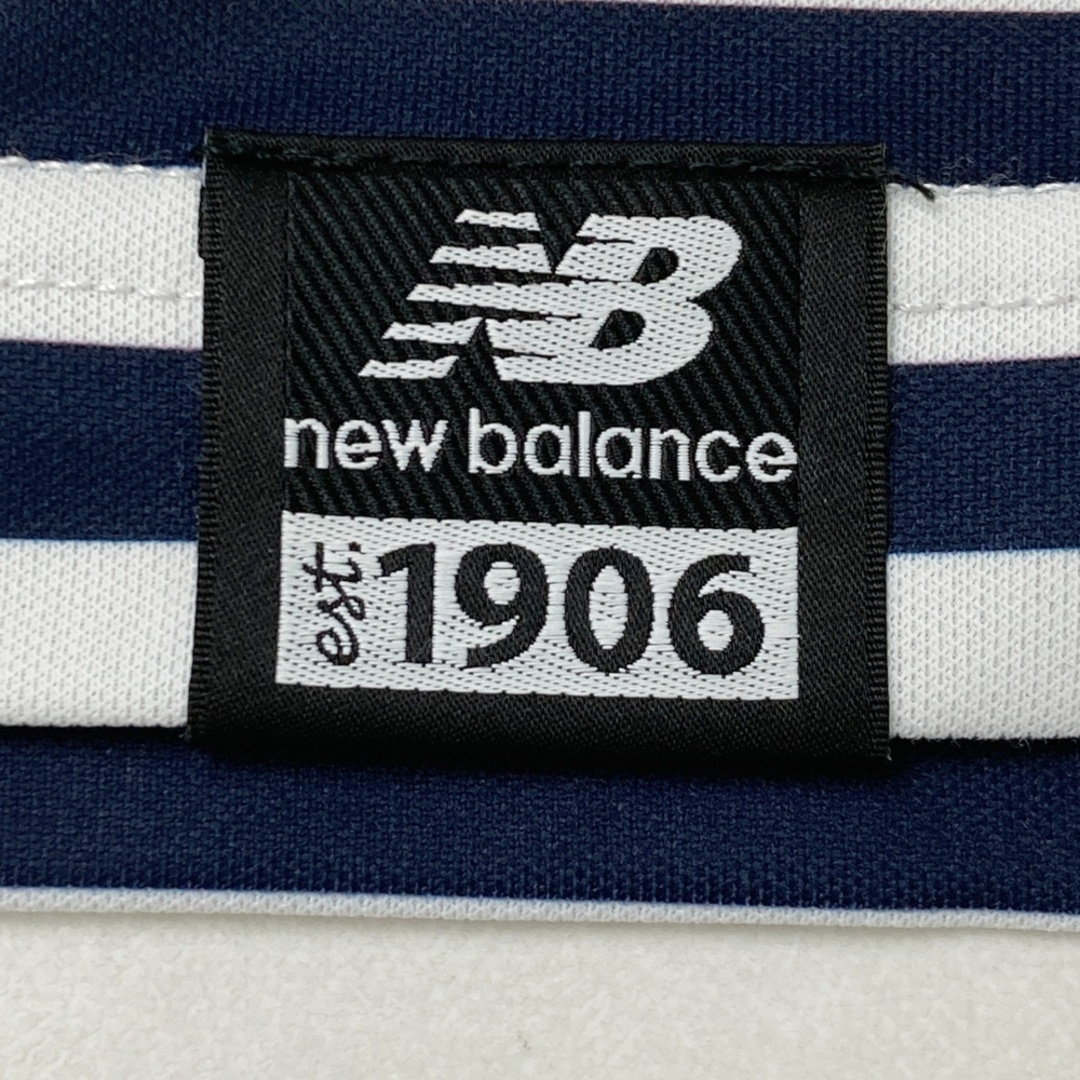 NB
new balance
est. 1906